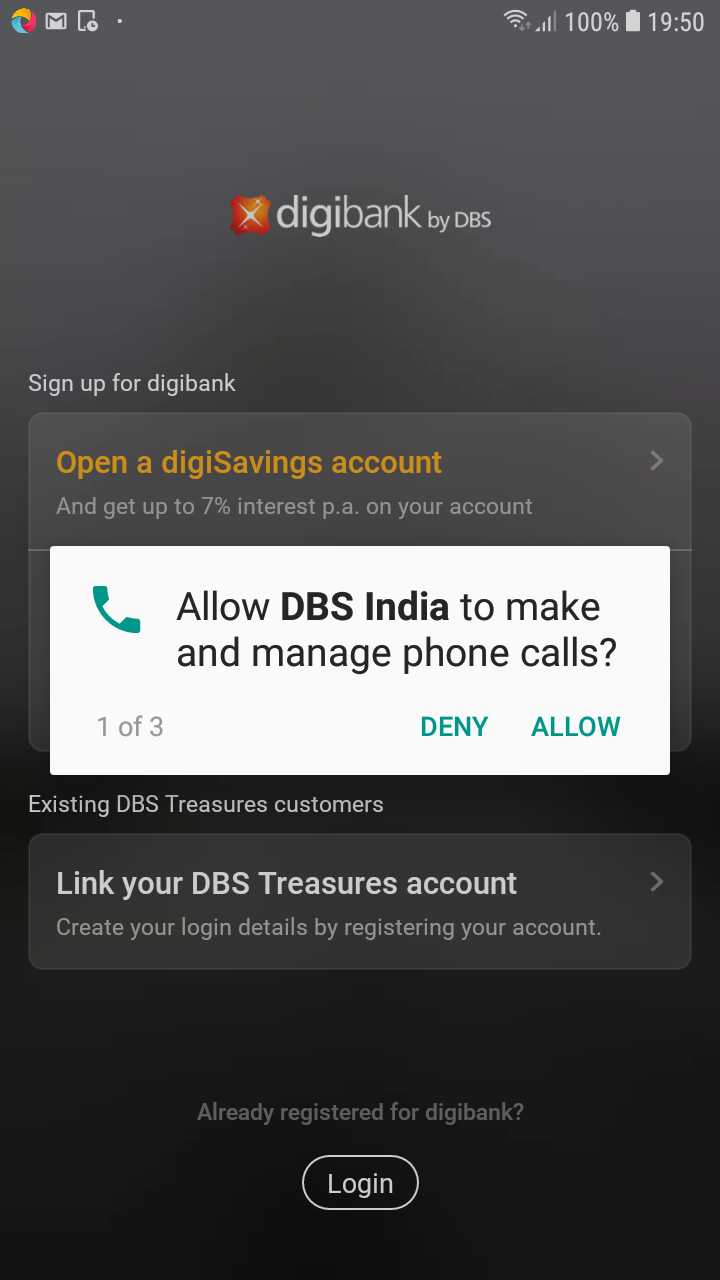 100% 19:50
digibank by DBS
Sign up for digibank
Open a digiSavings account
And get up to 7% interest p.a. on your account
Allow DBS India to make
and manage phone calls?
1 of 3 DENY ALLOW
Existing DBS Treasures customers
Link your DBS Treasures account
Create your login details by registering your account.
Already registered for digibank?
Login